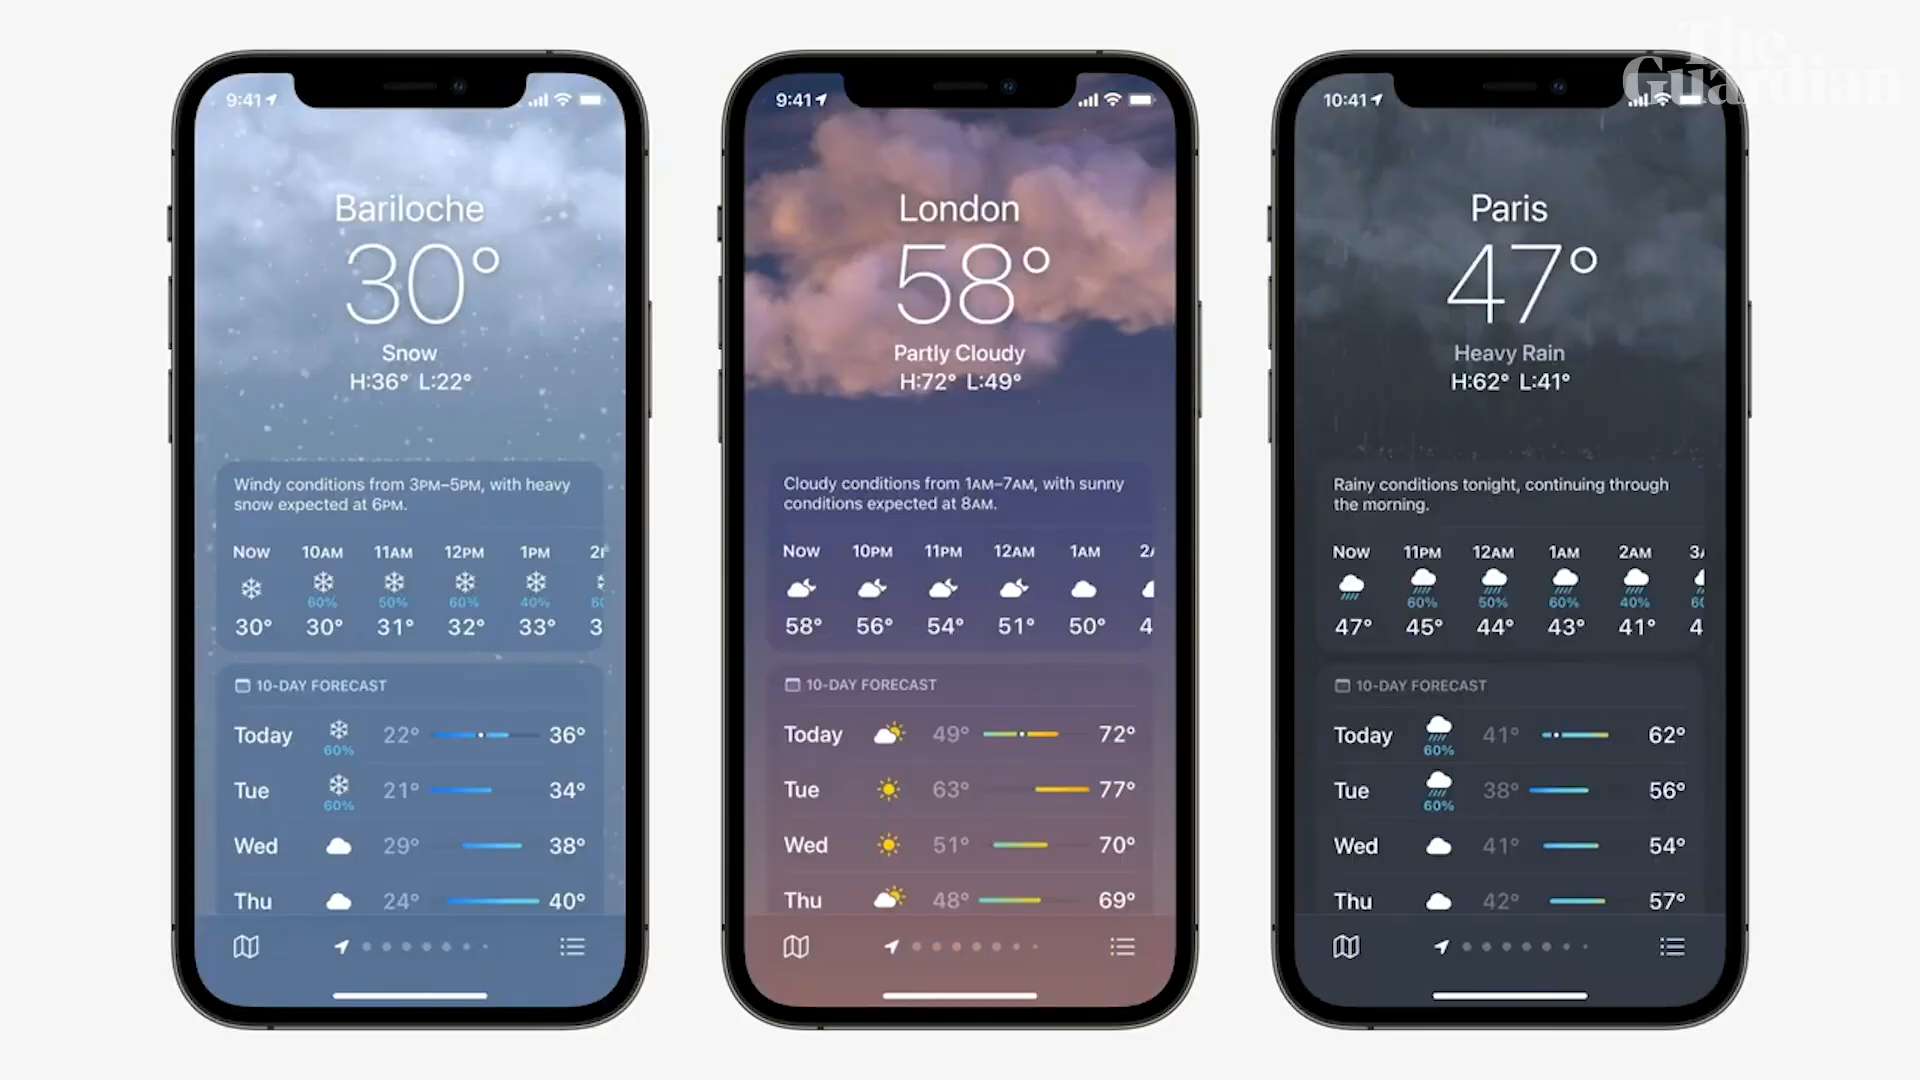 The
Guardian
9:41
Bariloche
30°
Snow
H:36° L:22°
Windy conditions from 3PM–5PM, with heavy
snow expected at 6PM.
Now 10AM 11AM 12PM 1PM
60% 50% 60% 40%
30° 30° 31° 32° 33°
10-DAY FORECAST
Today 60% 22° 36°
Tue 60% 21° 34°
Wed 29° 38°
Thu 24° 40°
9:41
London
58°
Partly Cloudy
H:72° L:49°
Cloudy conditions from 1AM–7AM, with sunny
conditions expected at 8AM.
Now 10PM 11PM 12AM 1AM
58° 56° 54° 51° 50°
10-DAY FORECAST
Today 49° 72°
Tue 63° 77°
Wed 51° 70°
Thu 48° 69°
10:41
Paris
47°
Heavy Rain
H:62° L:41°
Rainy conditions tonight, continuing through
the morning.
Now 11PM 12AM 1AM 2AM
60% 50% 60% 40%
47° 45° 44° 43° 41°
10-DAY FORECAST
Today 60% 41° 62°
Tue 60% 38° 56°
Wed 41° 54°
Thu 42° 57°